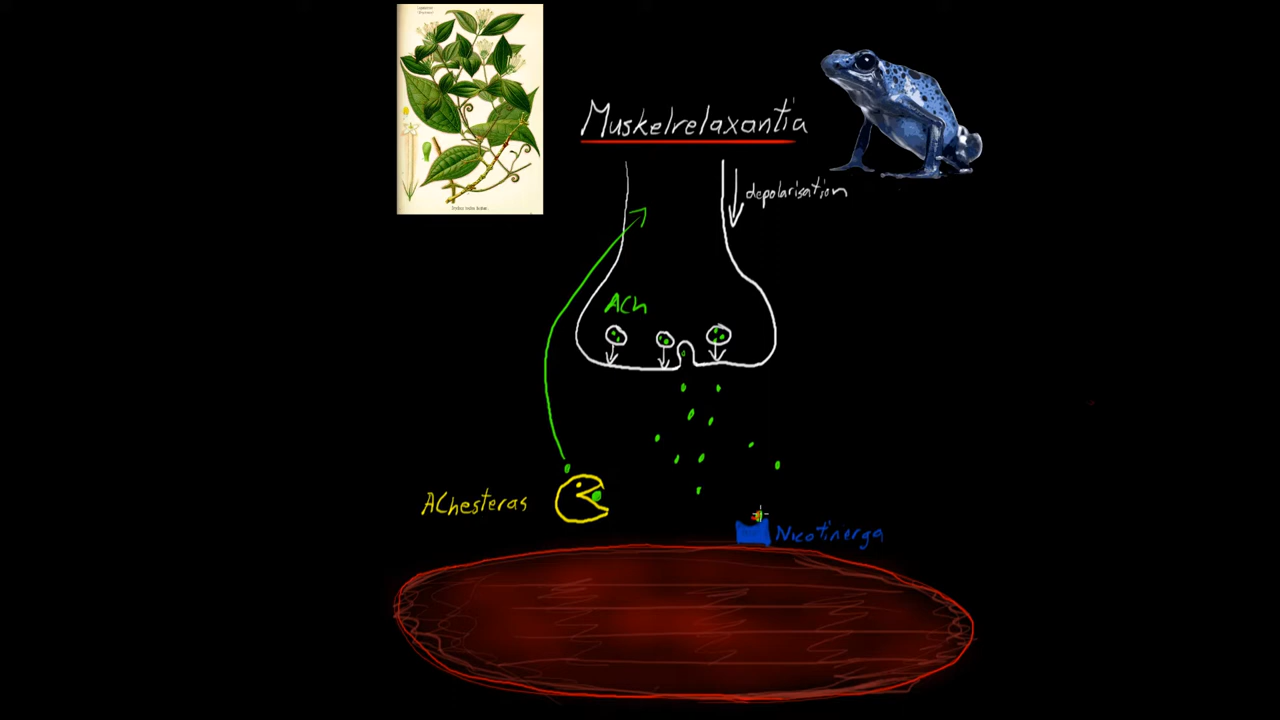 Muskelrelaxantia
depolarisation
ACh
AChesteras
Nicotinerga